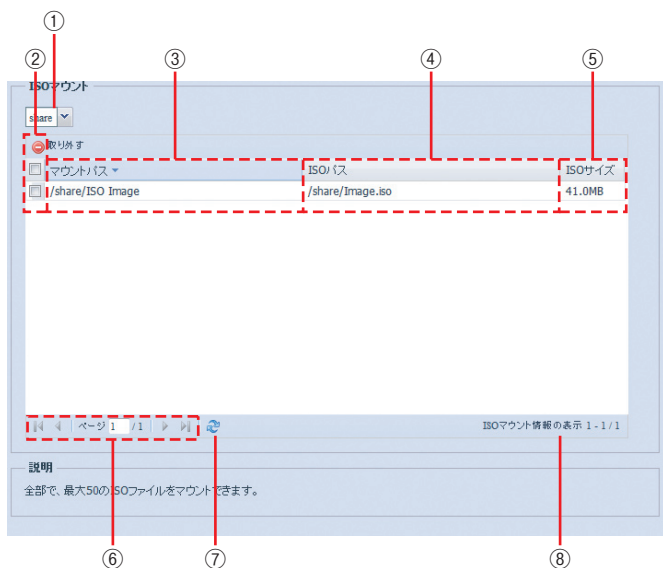 ①
② ③ ④ ⑤
ISOマウント
share
取り外す
マウントパス ISOパス ISOサイズ
/share/ISO Image /share/Image.iso 41.0MB
ページ 1 /1 ISOマウント情報の表示 1 - 1 / 1
説明
全部で、最大50のISOファイルをマウントできます。
⑥ ⑦ ⑧